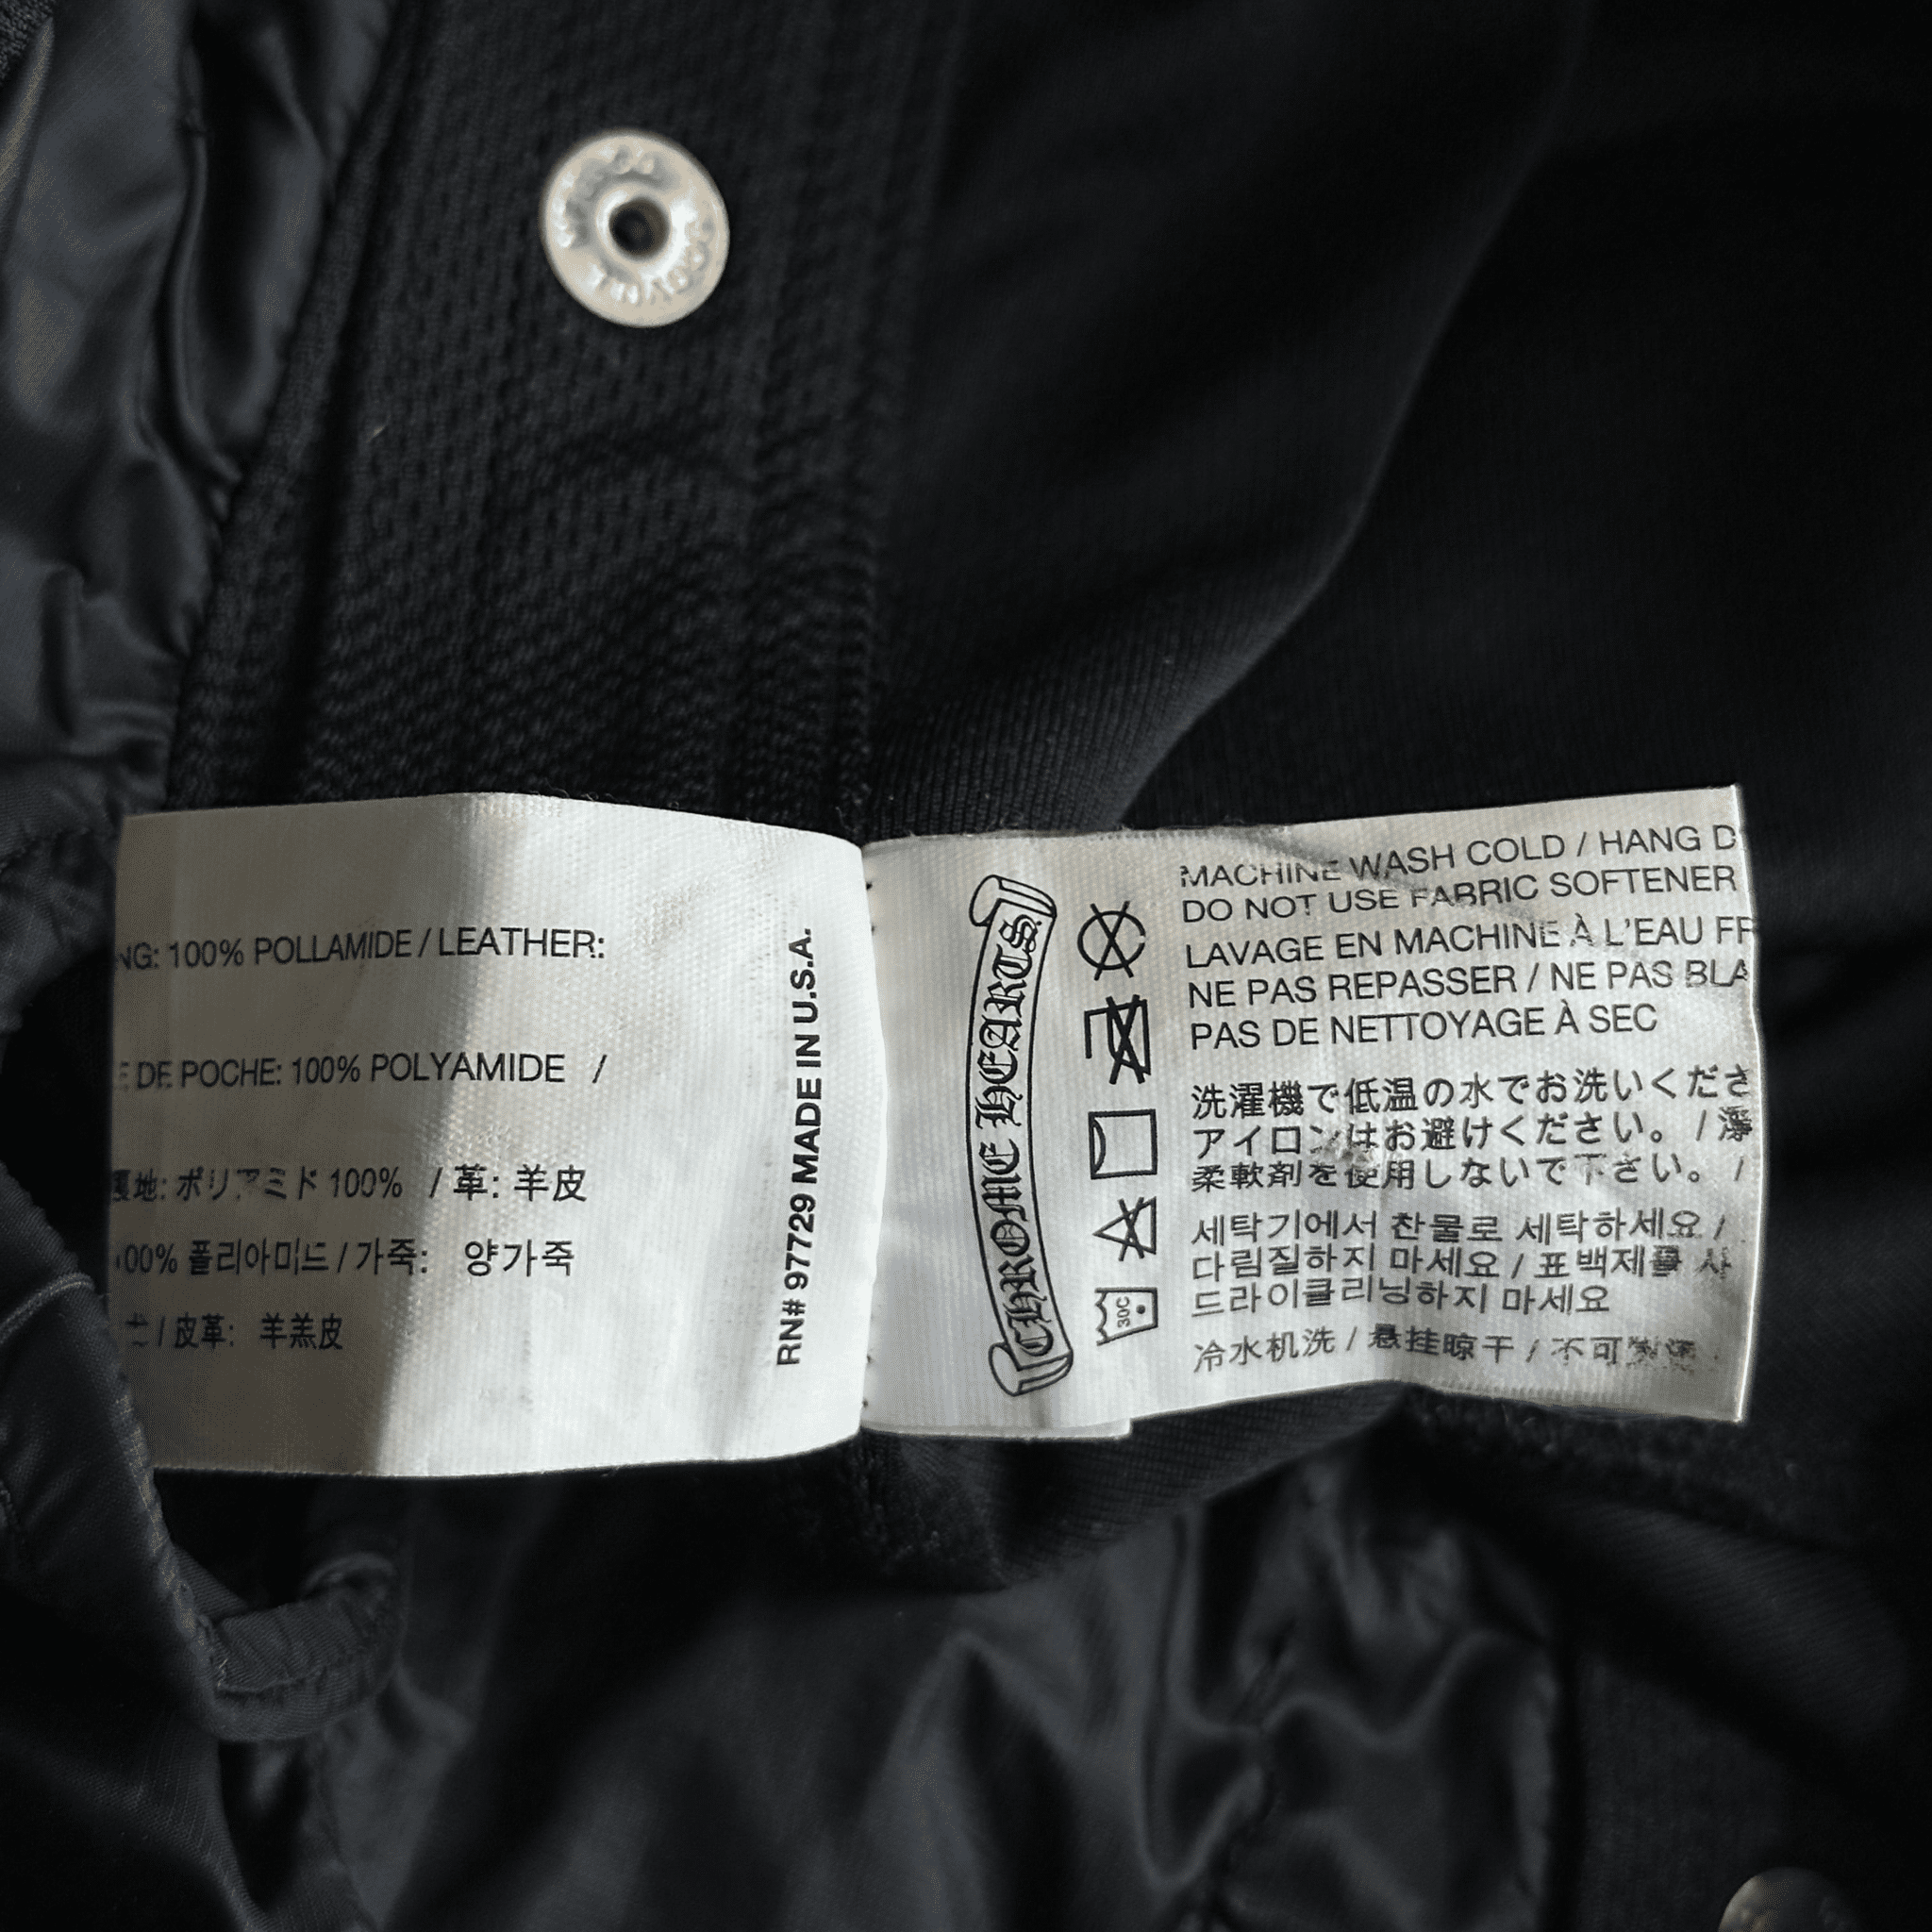 NG: 100% POLLAMIDE / LEATHER:
E DE POCHE: 100% POLYAMIDE /
裏地: ポリアミド 100% / 革: 羊皮
00% 폴리아미드 / 가죽: 양가죽
/ 皮革: 羊羔皮
RN# 97729 MADE IN U.S.A.
CHROME HEARTS
30C
MACHINE WASH COLD / HANG D
DO NOT USE FABRIC SOFTENER
LAVAGE EN MACHINE À L'EAU FR
NE PAS REPASSER / NE PAS BLA
PAS DE NETTOYAGE À SEC
洗濯機で低温の水でお洗いくださ
アイロンはお避けください。 / 漂
柔軟剤を使用しないで下さい。 /
세탁기에서 찬물로 세탁하세요 /
다림질하지 마세요 / 표백제를 사
드라이클리닝하지 마세요
冷水机洗 / 悬挂晾干 / 不可